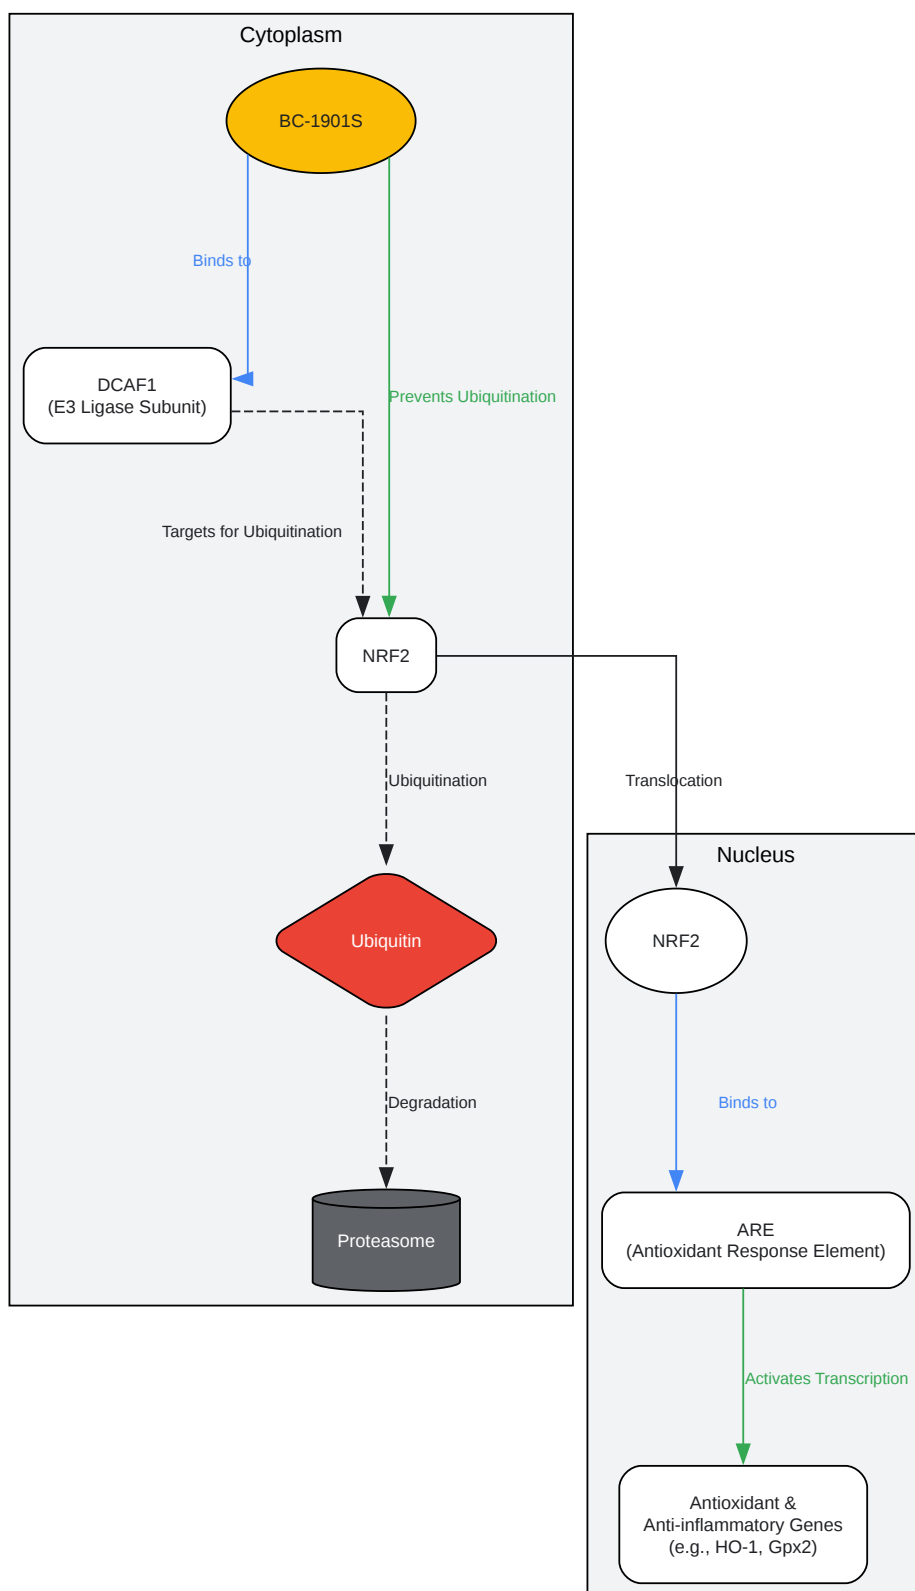 Cytoplasm
BC-1901S
Binds to
DCAF1
(E3 Ligase Subunit)
Prevents Ubiquitination
Targets for Ubiquitination
NRF2
Ubiquitination
Translocation
Nucleus
Ubiquitin
NRF2
Degradation
Binds to
Proteasome
ARE
(Antioxidant Response Element)
Activates Transcription
Antioxidant &
Anti-inflammatory Genes
(e.g., HO-1, Gpx2)